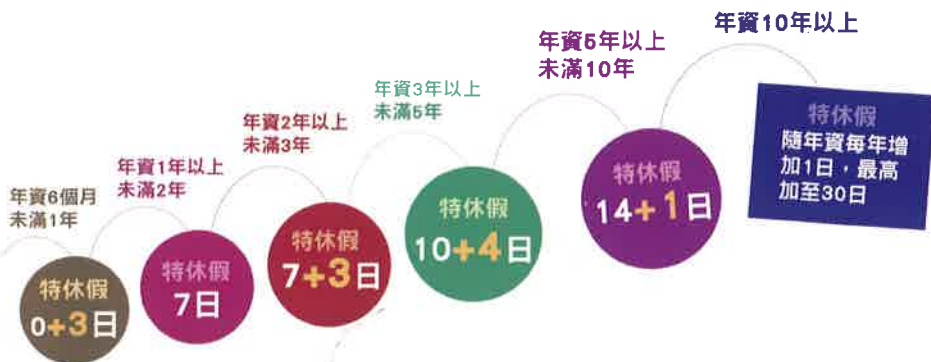 年資6個月
未滿1年
特休假
0+3日
年資1年以上
未滿2年
特休假
7日
年資2年以上
未滿3年
特休假
7+3日
年資3年以上
未滿5年
特休假
10+4日
年資5年以上
未滿10年
特休假
14+1日
年資10年以上
特休假
隨年資每年增
加1日，最高
加至30日